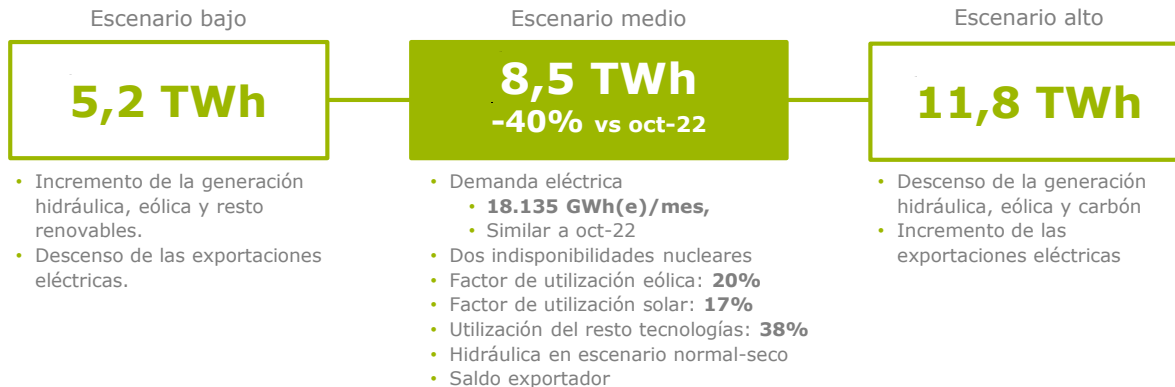 Escenario bajo
5,2 TWh
• Incremento de la generación
hidráulica, eólica y resto
renovables.
• Descenso de las exportaciones
eléctricas.
Escenario medio
8,5 TWh
-40% vs oct-22
• Demanda eléctrica
• 18.135 GWh(e)/mes,
• Similar a oct-22
• Dos indisponibilidades nucleares
• Factor de utilización eólica: 20%
• Factor de utilización solar: 17%
• Utilización del resto tecnologías: 38%
• Hidráulica en escenario normal-seco
• Saldo exportador
Escenario alto
11,8 TWh
• Descenso de la generación
hidráulica, eólica y carbón
• Incremento de las
exportaciones eléctricas